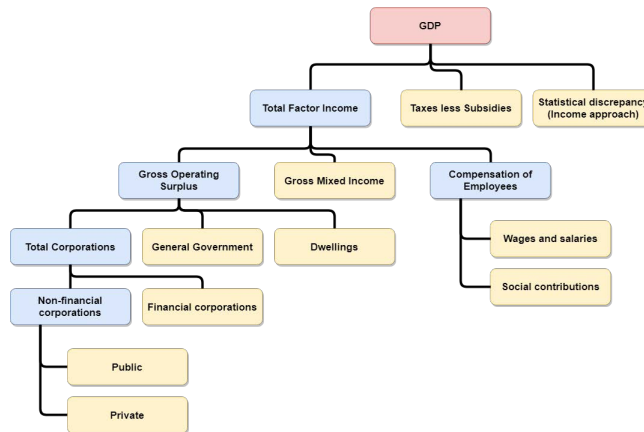 GDP
Total Factor Income
Taxes less Subsidies
Statistical discrepancy
(Income approach)
Gross Operating
Surplus
Gross Mixed Income
Compensation of
Employees
Total Corporations
General Government
Dwellings
Wages and salaries
Non-financial
corporations
Financial corporations
Social contributions
Public
Private